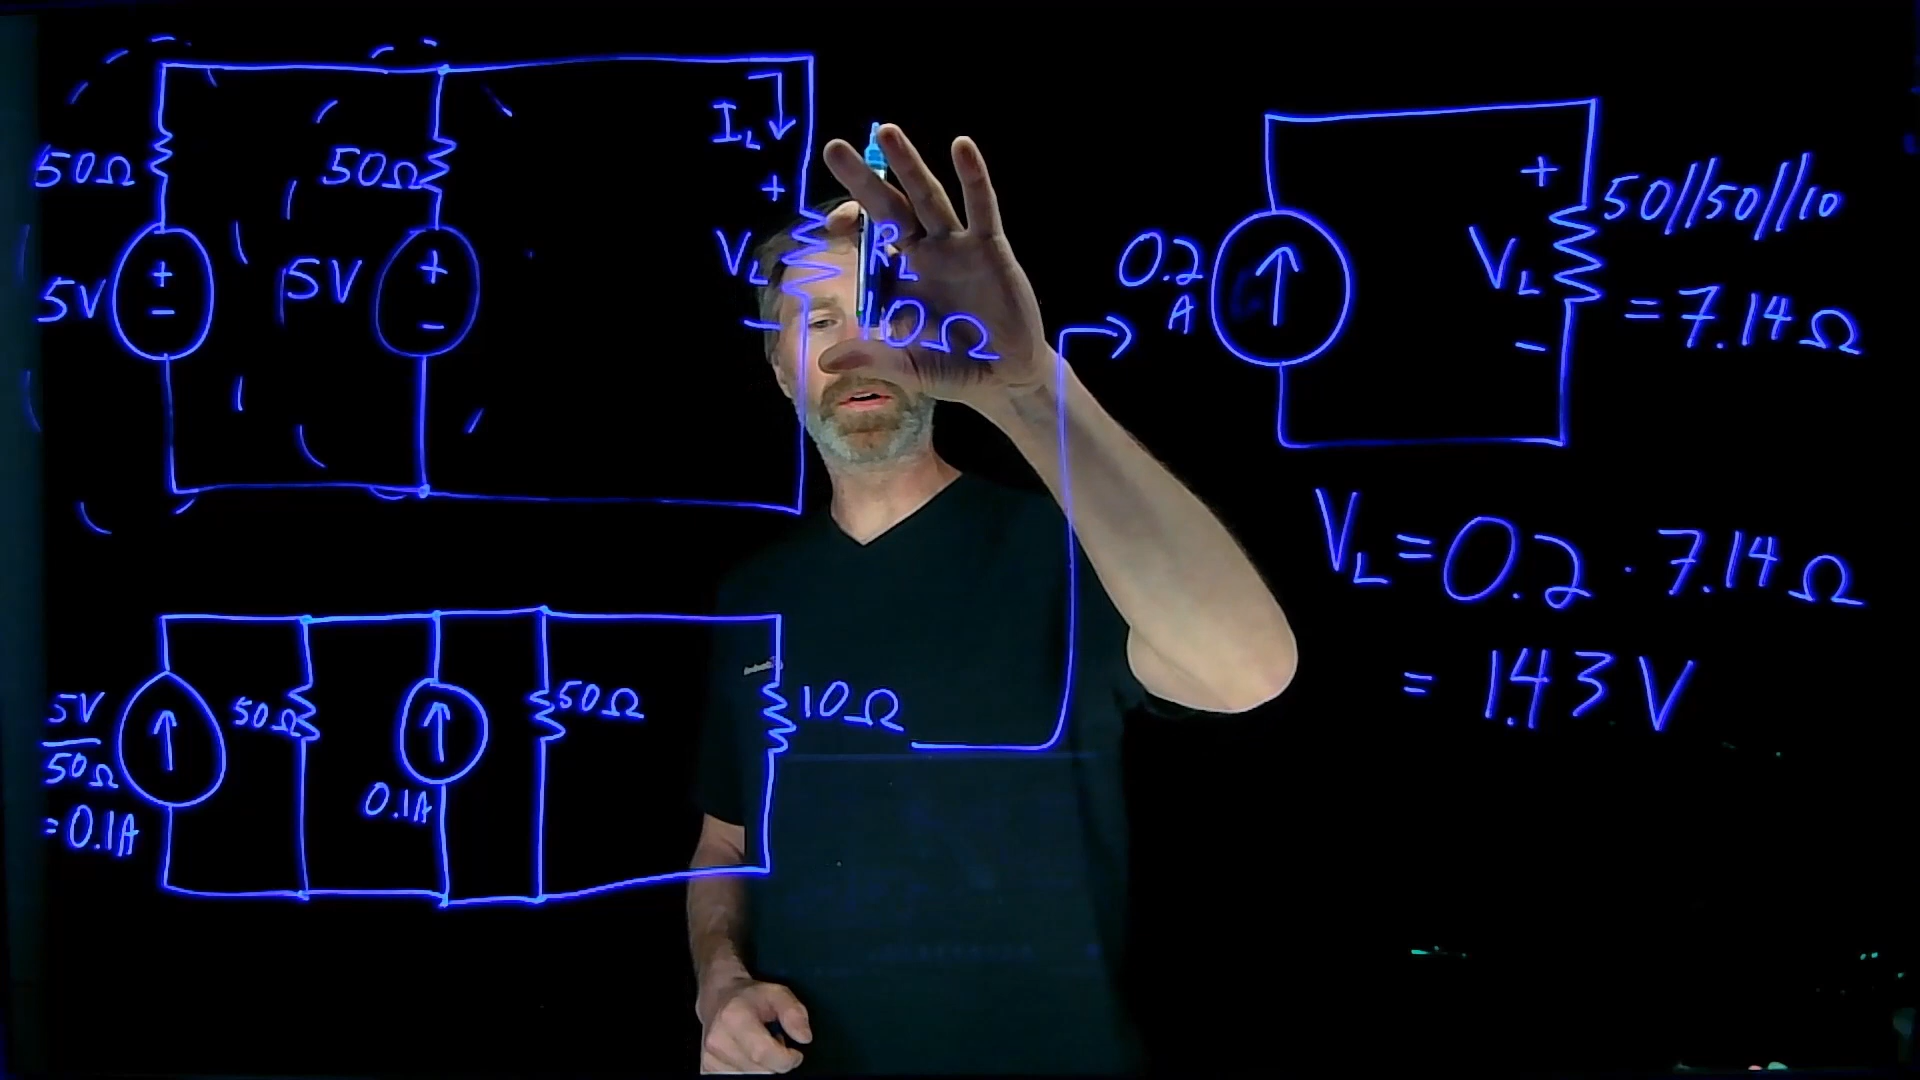 I_L ↓
50Ω
50Ω
+
5V
+
-
5V
+
-
V_L
-
R_L
10Ω
5V
50Ω
=0.1A
50Ω
0.1A
50Ω
10Ω
0.2
A
+
V_L
-
50//50//10
=7.14Ω
V_L=0.2·7.14Ω
=1.43V